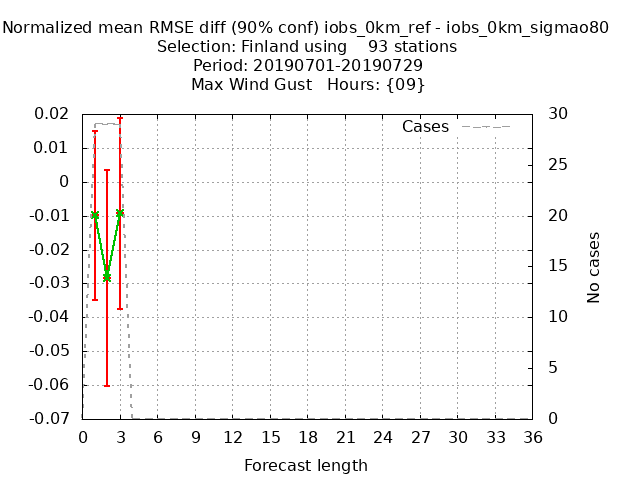 Normalized mean RMSE diff (90% conf) iobs_0km_ref - iobs_0km_sigmao80
Selection: Finland using    93 stations
Period: 20190701-20190729
Max Wind Gust   Hours: {09}
Cases
0.02
0.01
0
-0.01
-0.02
-0.03
-0.04
-0.05
-0.06
-0.07
30
25
20
15
10
5
0
No cases
0 3 6 9 12 15 18 21 24 27 30 33 36
Forecast length